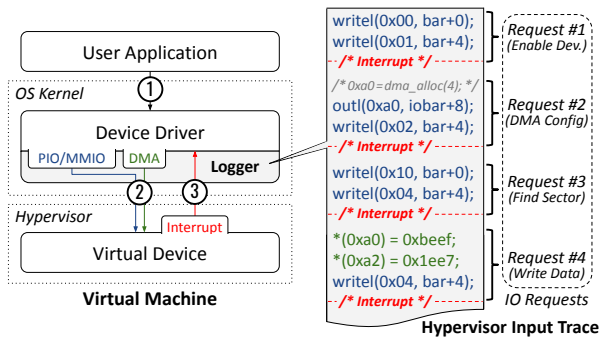 User Application
1
OS Kernel
Device Driver
PIO/MMIO
DMA
Logger
2
3
Hypervisor
Interrupt
Virtual Device
Virtual Machine
writel(0x00, bar+0);
writel(0x01, bar+4);
/* Interrupt */
Request #1
(Enable Dev.)
/* 0xa0=dma_alloc(4); */
outl(0xa0, iobar+8);
writel(0x02, bar+4);
/* Interrupt */
Request #2
(DMA Config)
writel(0x10, bar+0);
writel(0x04, bar+4);
/* Interrupt */
Request #3
(Find Sector)
*(0xa0) = 0xbeef;
*(0xa2) = 0x1ee7;
writel(0x04, bar+4);
/* Interrupt */
Request #4
(Write Data)
IO Requests
Hypervisor Input Trace